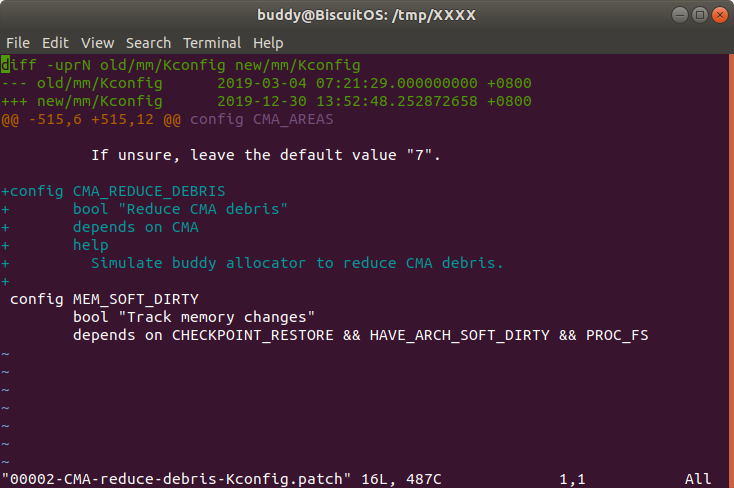 buddy@BiscuitOS: /tmp/XXXX
File Edit View Search Terminal Help
diff -uprN old/mm/Kconfig new/mm/Kconfig
--- old/mm/Kconfig      2019-03-04 07:21:29.000000000 +0800
+++ new/mm/Kconfig      2019-12-30 13:52:48.252872658 +0800
@@ -515,6 +515,12 @@ config CMA_AREAS

          If unsure, leave the default value "7".

+config CMA_REDUCE_DEBRIS
+       bool "Reduce CMA debris"
+       depends on CMA
+       help
+         Simulate buddy allocator to reduce CMA debris.
+
 config MEM_SOFT_DIRTY
        bool "Track memory changes"
        depends on CHECKPOINT_RESTORE && HAVE_ARCH_SOFT_DIRTY && PROC_FS
~
~
~
~
~
~
~
"00002-CMA-reduce-debris-Kconfig.patch" 16L, 487C             1,1           All